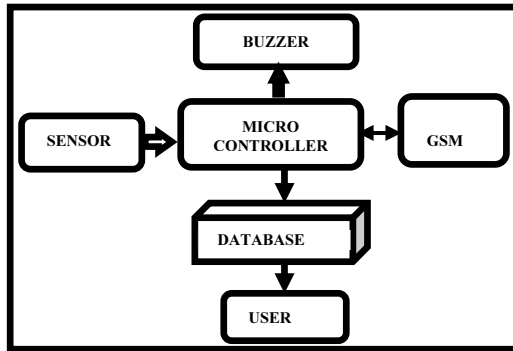 BUZZER
SENSOR
MICRO
CONTROLLER
GSM
DATABASE
USER